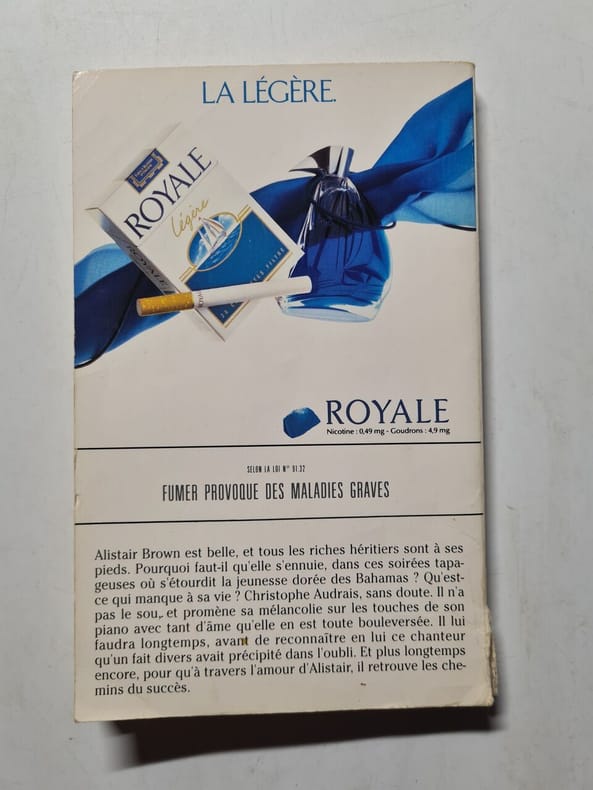 LA LÉGÈRE.
ROYALE
Légère
ROYALE
ROYALE
Nicotine : 0,49 mg - Goudrons : 4,9 mg
SELON LA LOI N° 91.32
FUMER PROVOQUE DES MALADIES GRAVES
Alistair Brown est belle, et tous les riches héritiers sont à ses
pieds. Pourquoi faut-il qu'elle s'ennuie, dans ces soirées tapa-
geuses où s'étourdit la jeunesse dorée des Bahamas ? Qu'est-
ce qui manque à sa vie ? Christophe Audrais, sans doute. Il n'a
pas le sou, et promène sa mélancolie sur les touches de son
piano avec tant d'âme qu'elle en est toute bouleversée. Il lui
faudra longtemps, avant de reconnaître en lui ce chanteur
qu'un fait divers avait précipité dans l'oubli. Et plus longtemps
encore, pour qu'à travers l'amour d'Alistair, il retrouve les che-
mins du succès.